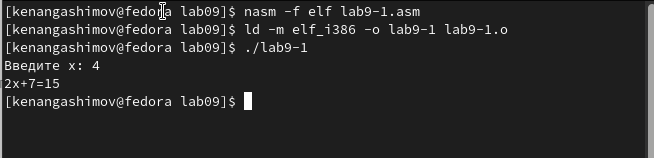 [kenangashimov@fedora lab09]$ nasm -f elf lab9-1.asm
[kenangashimov@fedora lab09]$ ld -m elf_i386 -o lab9-1 lab9-1.o
[kenangashimov@fedora lab09]$ ./lab9-1
Введите x: 4
2x+7=15
[kenangashimov@fedora lab09]$